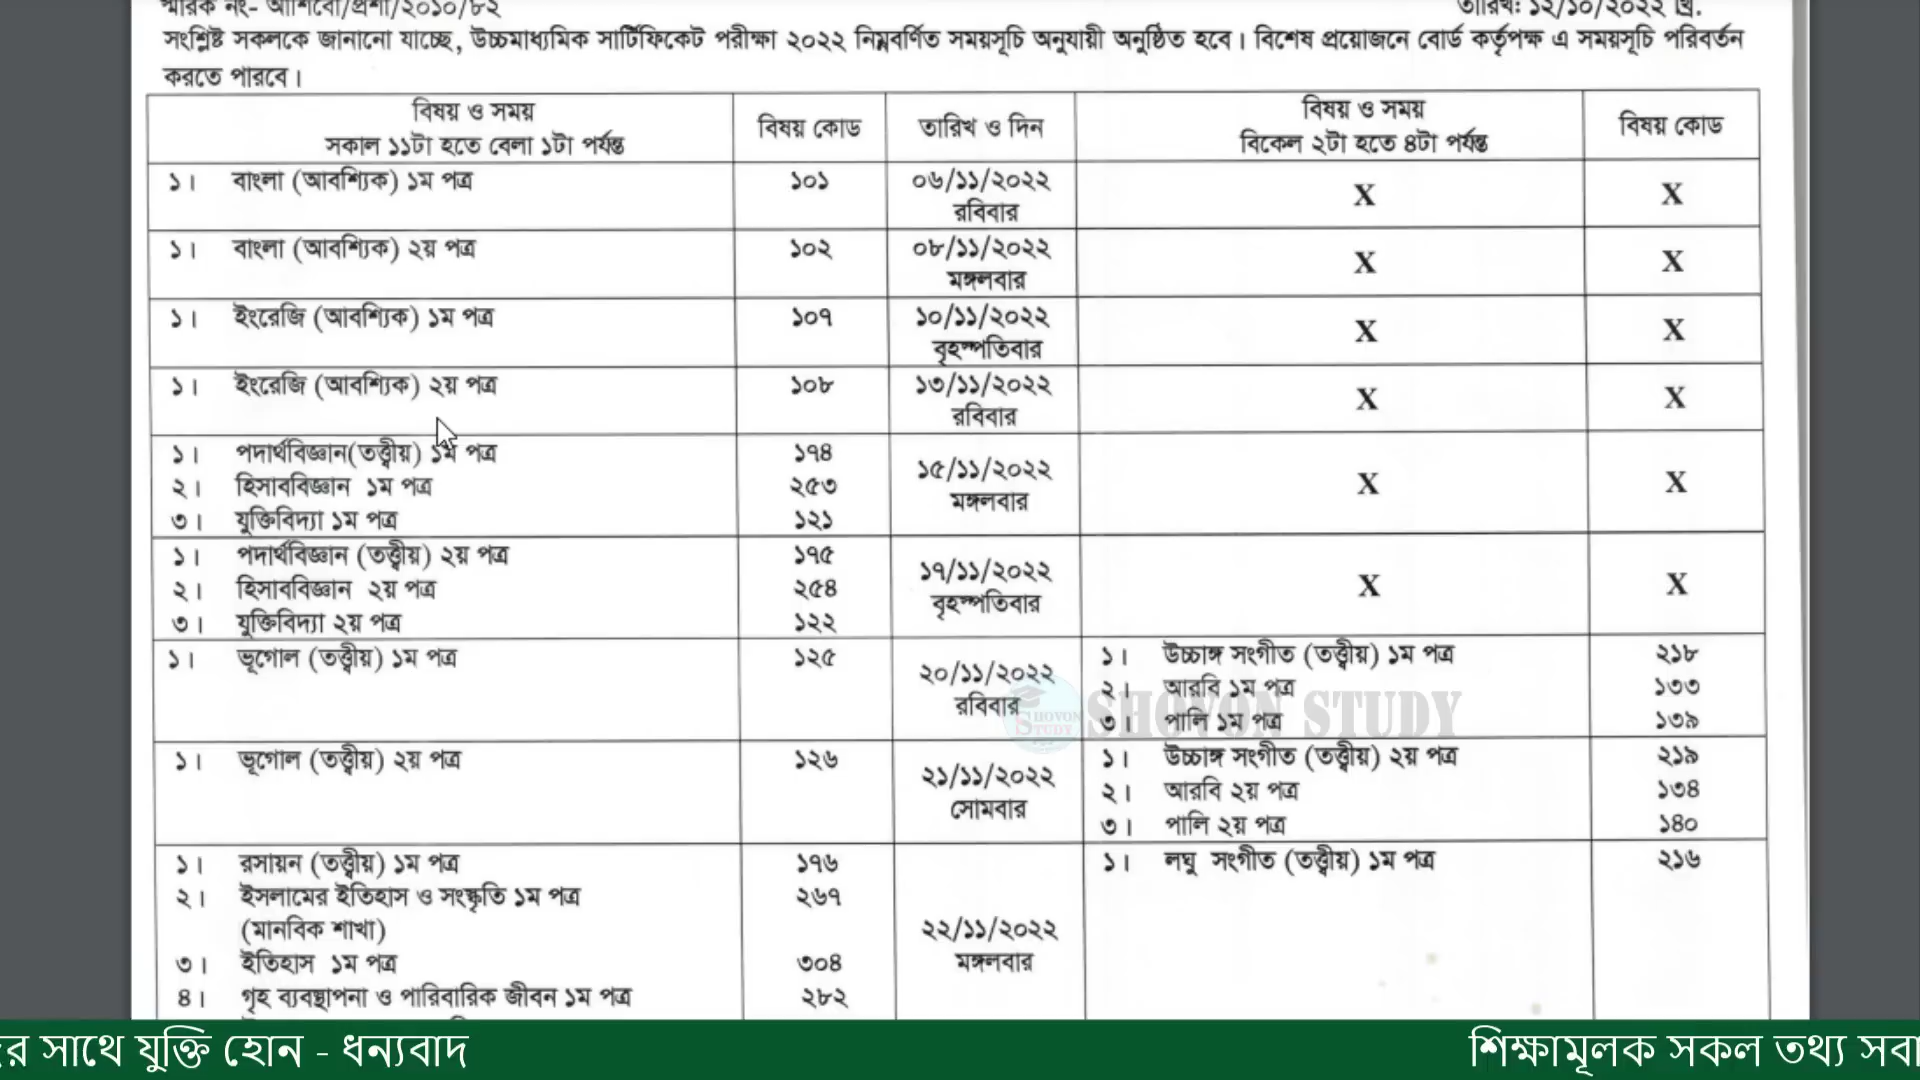 স্মারক নং- আশিবো/প্রশা/২০১০/৮২ তারিখ: ১২/১০/২০২২ খ্রি.
সংশ্লিষ্ট সকলকে জানানো যাচ্ছে, উচ্চমাধ্যমিক সার্টিফিকেট পরীক্ষা ২০২২ নিম্নবর্ণিত সময়সূচি অনুযায়ী অনুষ্ঠিত হবে। বিশেষ প্রয়োজনে বোর্ড কর্তৃপক্ষ এ সময়সূচি পরিবর্তন
করতে পারবে।
বিষয় ও সময়
সকাল ১১টা হতে বেলা ১টা পর্যন্ত
বিষয় কোড
তারিখ ও দিন
বিষয় ও সময়
বিকেল ২টা হতে ৪টা পর্যন্ত
বিষয় কোড
১। বাংলা (আবশ্যিক) ১ম পত্র ১০১ ০৬/১১/২০২২ X X
রবিবার
১। বাংলা (আবশ্যিক) ২য় পত্র ১০২ ০৮/১১/২০২২ X X
মঙ্গলবার
১। ইংরেজি (আবশ্যিক) ১ম পত্র ১০৭ ১০/১১/২০২২ X X
বৃহস্পতিবার
১। ইংরেজি (আবশ্যিক) ২য় পত্র ১০৮ ১৩/১১/২০২২ X X
রবিবার
১। পদার্থবিজ্ঞান(তত্ত্বীয়) ১ম পত্র ১৭৪
২। হিসাববিজ্ঞান ১ম পত্র ২৫৩
৩। যুক্তিবিদ্যা ১ম পত্র ১২১
১৫/১১/২০২২
মঙ্গলবার
X X
১। পদার্থবিজ্ঞান (তত্ত্বীয়) ২য় পত্র ১৭৫
২। হিসাববিজ্ঞান ২য় পত্র ২৫৪
৩। যুক্তিবিদ্যা ২য় পত্র ১২২
১৭/১১/২০২২
বৃহস্পতিবার
X X
১। ভূগোল (তত্ত্বীয়) ১ম পত্র ১২৫
২০/১১/২০২২
রবিবার
১। উচ্চাঙ্গ সংগীত (তত্ত্বীয়) ১ম পত্র ২১৮
২। আরবি ১ম পত্র ১৩৩
৩। পালি ১ম পত্র ১৩৯
SHOVON STUDY
SHOVON STUDY
১। ভূগোল (তত্ত্বীয়) ২য় পত্র ১২৬
২১/১১/২০২২
সোমবার
১। উচ্চাঙ্গ সংগীত (তত্ত্বীয়) ২য় পত্র ২১৯
২। আরবি ২য় পত্র ১৩৪
৩। পালি ২য় পত্র ১৪০
১। রসায়ন (তত্ত্বীয়) ১ম পত্র ১৭৬
২। ইসলামের ইতিহাস ও সংস্কৃতি ১ম পত্র ২৬৭
(মানবিক শাখা)
৩। ইতিহাস ১ম পত্র ৩০৪
৪। গৃহ ব্যবস্থাপনা ও পারিবারিক জীবন ১ম পত্র ২৮২
২২/১১/২০২২
মঙ্গলবার
১। লঘু সংগীত (তত্ত্বীয়) ১ম পত্র ২১৬
র সাথে যুক্তি হোন - ধন্যবাদ শিক্ষামূলক সকল তথ্য সবা